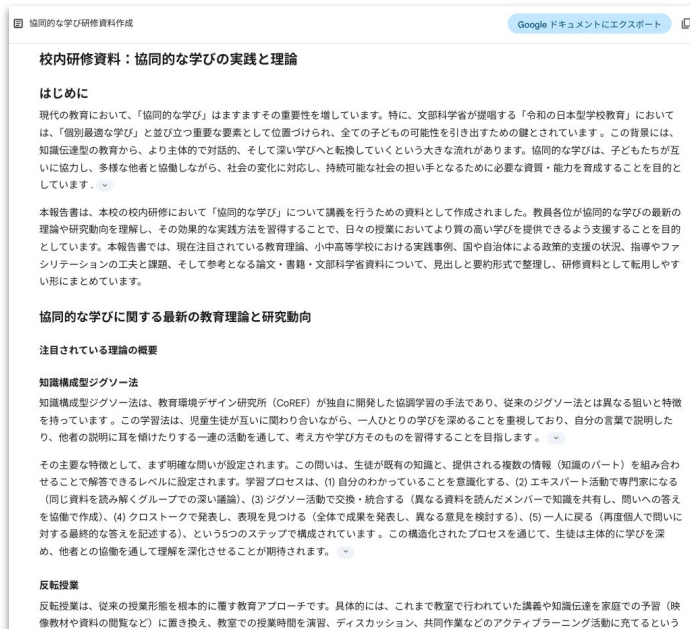 協同的な学び研修資料作成
Google ドキュメントにエクスポート
校内研修資料：協同的な学びの実践と理論
はじめに
現代の教育において、「協同的な学び」はますますその重要性を増しています。特に、文部科学省が提唱する「令和の日本型学校教育」において
は、「個別最適な学び」と並び立つ重要な要素として位置づけられ、全ての子どもの可能性を引き出すための鍵とされています 。この背景には、
知識伝達型の教育から、より主体的で対話的、そして深い学びへと転換していくという大きな流れがあります。協同的な学びは、子どもたちが互
いに協力し、多様な他者と協働しながら、社会の変化に対応し、持続可能な社会の担い手となるために必要な資質・能力を育成することを目的と
しています .
本報告書は、本校の校内研修において「協同的な学び」について講義を行うための資料として作成されました。教員各位が協同的な学びの最新の
理論や研究動向を理解し、その効果的な実践方法を習得することで、日々の授業においてより質の高い学びを提供できるよう支援することを目的
としています。本報告書では、現在注目されている教育理論、小中高等学校における実践事例、国や自治体による政策的支援の状況、指導やファ
シリテーションの工夫と課題、そして参考となる論文・書籍・文部科学省資料について、見出しと要約形式で整理し、研修資料として転用しやす
い形にまとめています。
協同的な学びに関する最新の教育理論と研究動向
注目されている理論の概要
知識構成型ジグソー法
知識構成型ジグソー法は、教育環境デザイン研究所（CoREF）が独自に開発した協調学習の手法であり、従来のジグソー法とは異なる狙いと特徴
を持っています 。この学習法は、児童生徒が互いに関わり合いながら、一人ひとりの学びを深めることを重視しており、自分の言葉で説明した
り、他者の説明に耳を傾けたりする一連の活動を通して、考え方や学び方そのものを習得することを目指します 。
その主要な特徴として、まず明確な問いが設定されます。この問いは、生徒が既有の知識と、提供される複数の情報（知識のパート）を組み合わ
せることで解答できるレベルに設定されます。学習プロセスは、(1) 自分のわかっていることを意識化する、(2) エキスパート活動で専門家になる
（同じ資料を読み解くグループでの深い議論）、(3) ジグソー活動で交換・統合する（異なる資料を読んだメンバーで知識を共有し、問いへの答え
を協働で作成）、(4) クロストークで発表し、表現を見つける（全体で成果を発表し、異なる意見を検討する）、(5) 一人に戻る（再度個人で問いに
対する最終的な答えを記述する）、という5つのステップで構成されています 。この構造化されたプロセスを通じて、生徒は主体的に学びを深
め、他者との協働を通して理解を深化させることが期待されます。
反転授業
反転授業は、従来の授業形態を根本的に覆す教育アプローチです。具体的には、これまで教室で行われていた講義や知識伝達を家庭での予習（映
像教材や資料の閲覧など）に置き換え、教室での授業時間を演習、ディスカッション、共同作業などのアクティブラーニング活動に充てるという